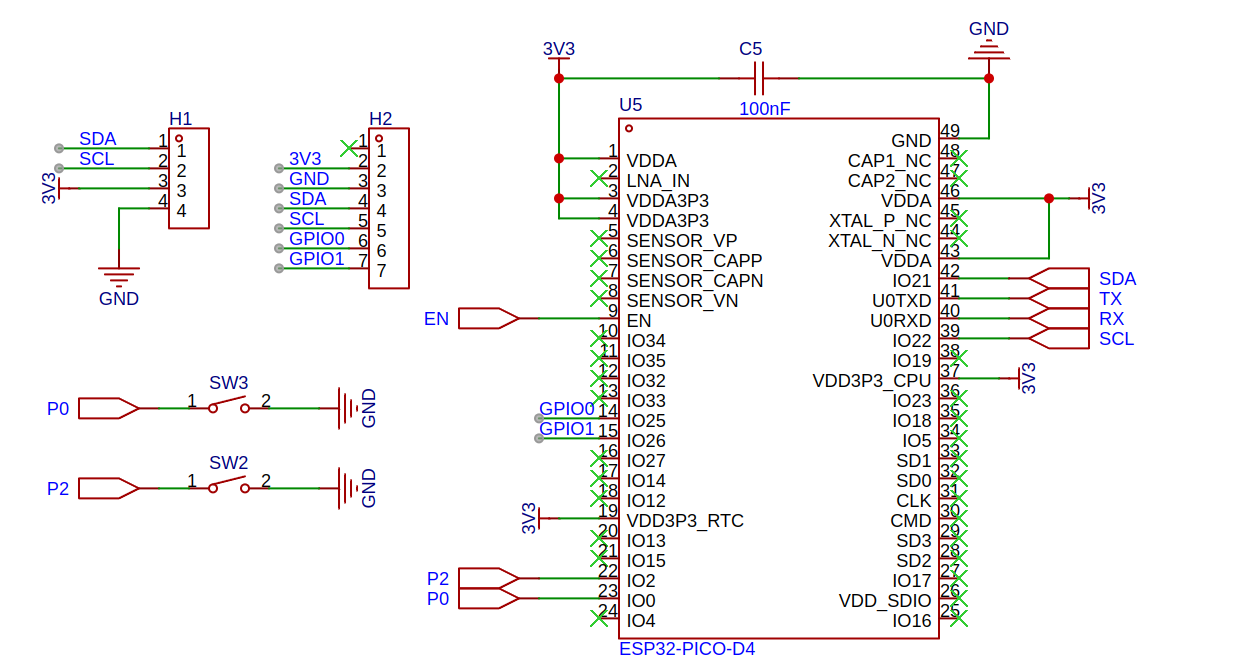 GND
3V3
C5
100nF
U5
H1
SDA 1 1
SCL 2 2
3V3 3 3
4 4
GND
H2
1 1
3V3 2 2
GND 3 3
SDA 4 4
SCL 5 5
GPIO0 6 6
GPIO1 7 7
SW3
P0 1 2 GND
SW2
P2 1 2 GND
1 VDDA
2 LNA_IN
3 VDDA3P3
4 VDDA3P3
5 SENSOR_VP
6 SENSOR_CAPP
7 SENSOR_CAPN
8 SENSOR_VN
EN 9 EN
10 IO34
11 IO35
12 IO32
13 IO33
GPIO0 14 IO25
GPIO1 15 IO26
16 IO27
17 IO14
18 IO12
3V3 19 VDD3P3_RTC
20 IO13
21 IO15
P2 22 IO2
P0 23 IO0
24 IO4
GND 49
CAP1_NC 48
CAP2_NC 47
VDDA 46 3V3
XTAL_P_NC 45
XTAL_N_NC 44
VDDA 43
IO21 42 SDA
U0TXD 41 TX
U0RXD 40 RX
IO22 39 SCL
IO19 38
VDD3P3_CPU 37 3V3
IO23 36
IO18 35
IO5 34
SD1 33
SD0 32
CLK 31
CMD 30
SD3 29
SD2 28
IO17 27
VDD_SDIO 26
IO16 25
ESP32-PICO-D4